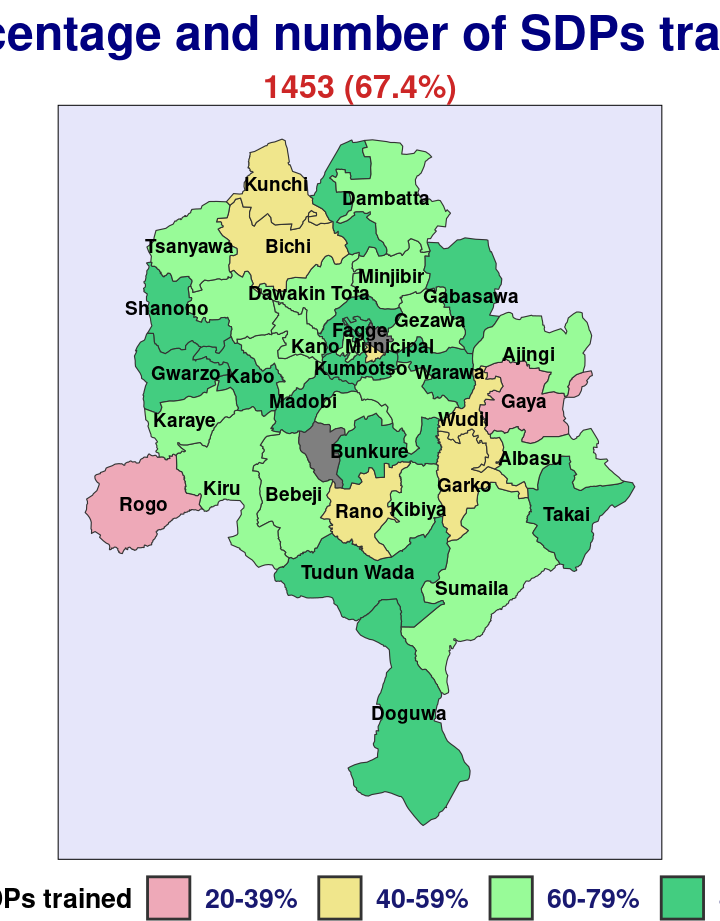 centage and number of SDPs tra
1453 (67.4%)
Kunchi
Dambatta
Tsanyawa
Bichi
Minjibir
Dawakin Tofa
Gabasawa
Shanono
Gezawa
Fagge
Kano Municipal
Ajingi
Kumbotso
Warawa
Gwarzo
Kabo
Madobi
Gaya
Karaye
Wudil
Bunkure
Albasu
Garko
Kiru
Bebeji
Rogo
Rano
Kibiya
Takai
Tudun Wada
Sumaila
Doguwa
DPs trained 20-39% 40-59% 60-79%